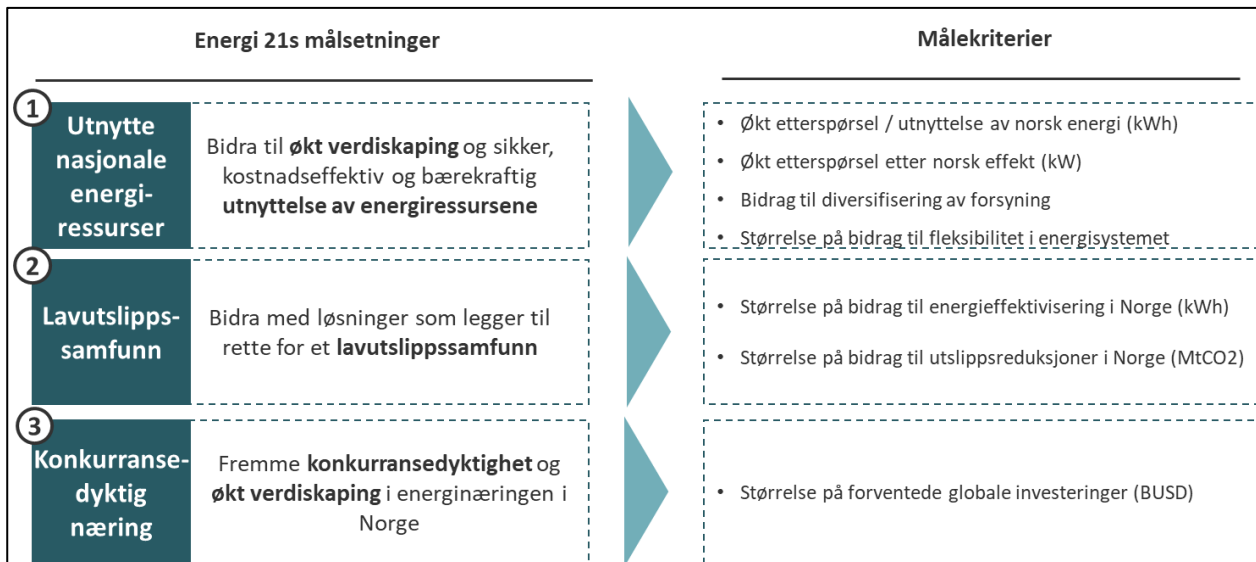 Energi 21s målsetninger
Målekriterier
1
Utnytte
nasjonale
energi-
ressurser
Bidra til økt verdiskaping og sikker,
kostnadseffektiv og bærekraftig
utnyttelse av energiressursene
• Økt etterspørsel / utnyttelse av norsk energi (kWh)
• Økt etterspørsel etter norsk effekt (kW)
• Bidrag til diversifisering av forsyning
• Størrelse på bidrag til fleksibilitet i energisystemet
2
Lavutslipps-
samfunn
Bidra med løsninger som legger til
rette for et lavutslippssamfunn
• Størrelse på bidrag til energieffektivisering i Norge (kWh)
• Størrelse på bidrag til utslippsreduksjoner i Norge (MtCO2)
3
Konkurranse-
dyktig
næring
Fremme konkurransedyktighet og
økt verdiskaping i energinæringen i
Norge
• Størrelse på forventede globale investeringer (BUSD)